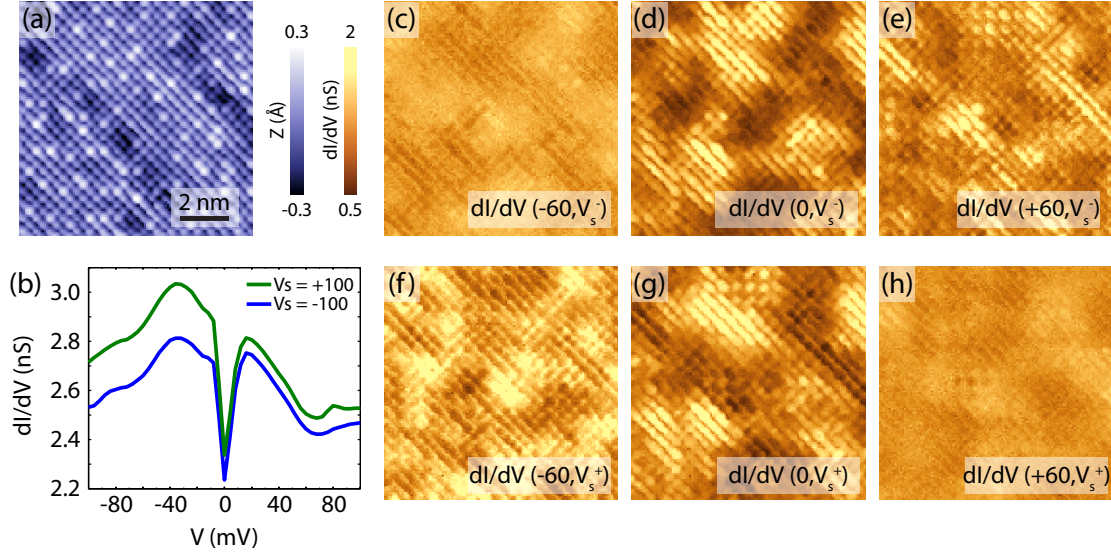 (a)
2 nm
0.3
Z (Å)
-0.3
2
dI/dV (nS)
0.5
(c)
dI/dV (-60,Vs-)
(d)
dI/dV (0,Vs-)
(e)
dI/dV (+60,Vs-)
(b)
3.0
2.8
2.6
2.4
2.2
dI/dV (nS)
Vs = +100
Vs = -100
-80
-40
0
40
80
V (mV)
(f)
dI/dV (-60,Vs+)
(g)
dI/dV (0,Vs+)
(h)
dI/dV (+60,Vs+)